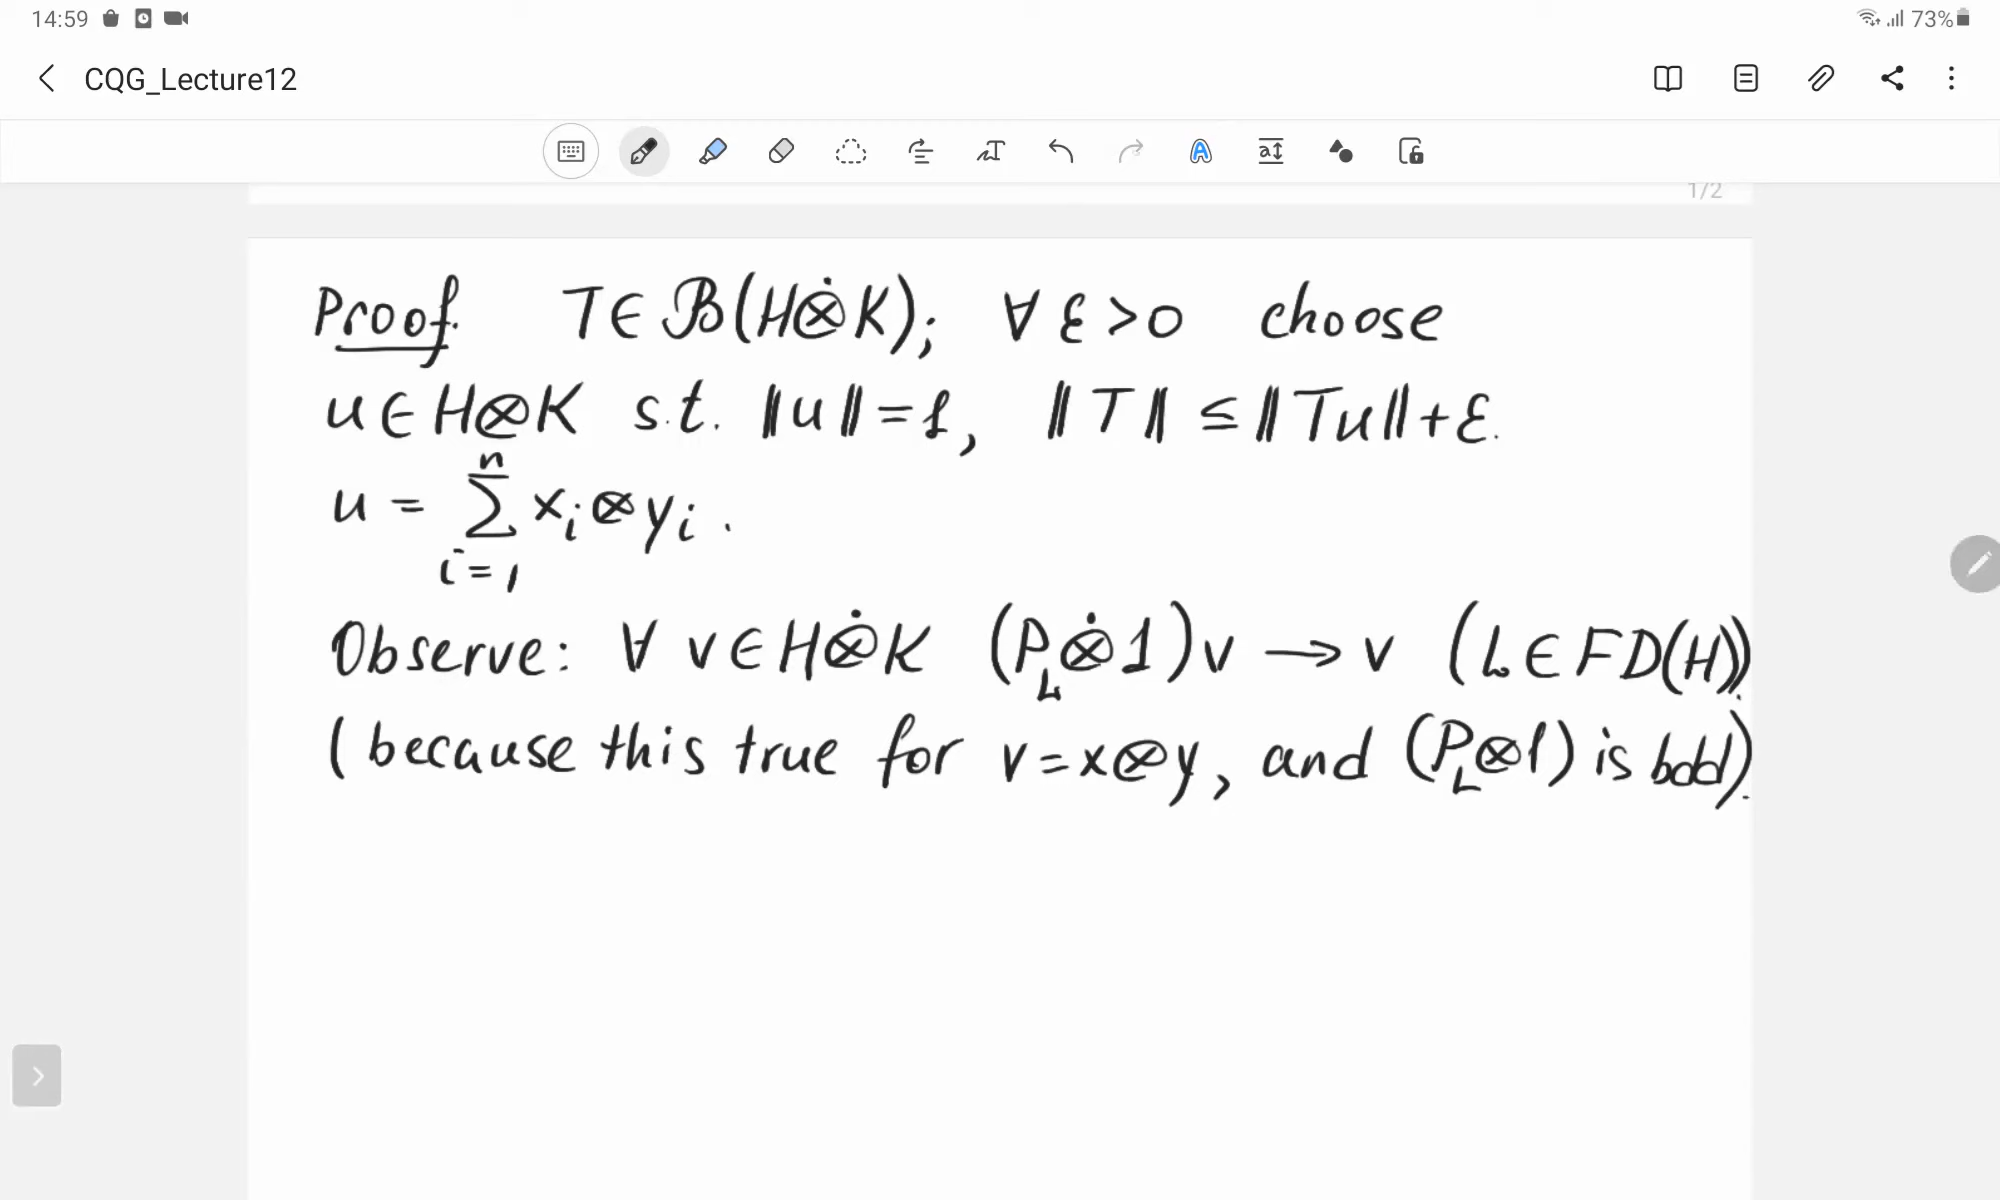 14:59
73%
CQG_Lecture12
1/2
Proof. T∈B(H⊗̇K); ∀ε>0 choose
u∈H⊗K s.t. ‖u‖=1, ‖T‖≤‖Tu‖+ε.
u = ∑_{i=1}^{n} x_i⊗y_i.
Observe: ∀ v∈H⊗̇K (P_L⊗̇1)v → v (L∈FD(H)).
(because this true for v=x⊗y, and (P_L⊗1) is bdd).